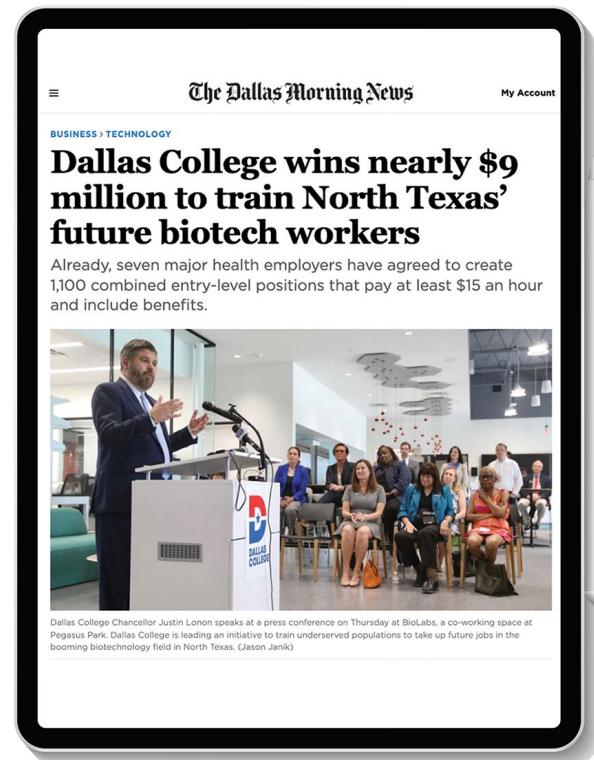 The Dallas Morning News
My Account
BUSINESS > TECHNOLOGY
Dallas College wins nearly $9
million to train North Texas’
future biotech workers
Already, seven major health employers have agreed to create
1,100 combined entry-level positions that pay at least $15 an hour
and include benefits.
D
DALLAS
COLLEGE
Dallas College Chancellor Justin Lonon speaks at a press conference on Thursday at BioLabs, a co-working space at
Pegasus Park. Dallas College is leading an initiative to train underserved populations to take up future jobs in the
booming biotechnology field in North Texas. (Jason Janik)